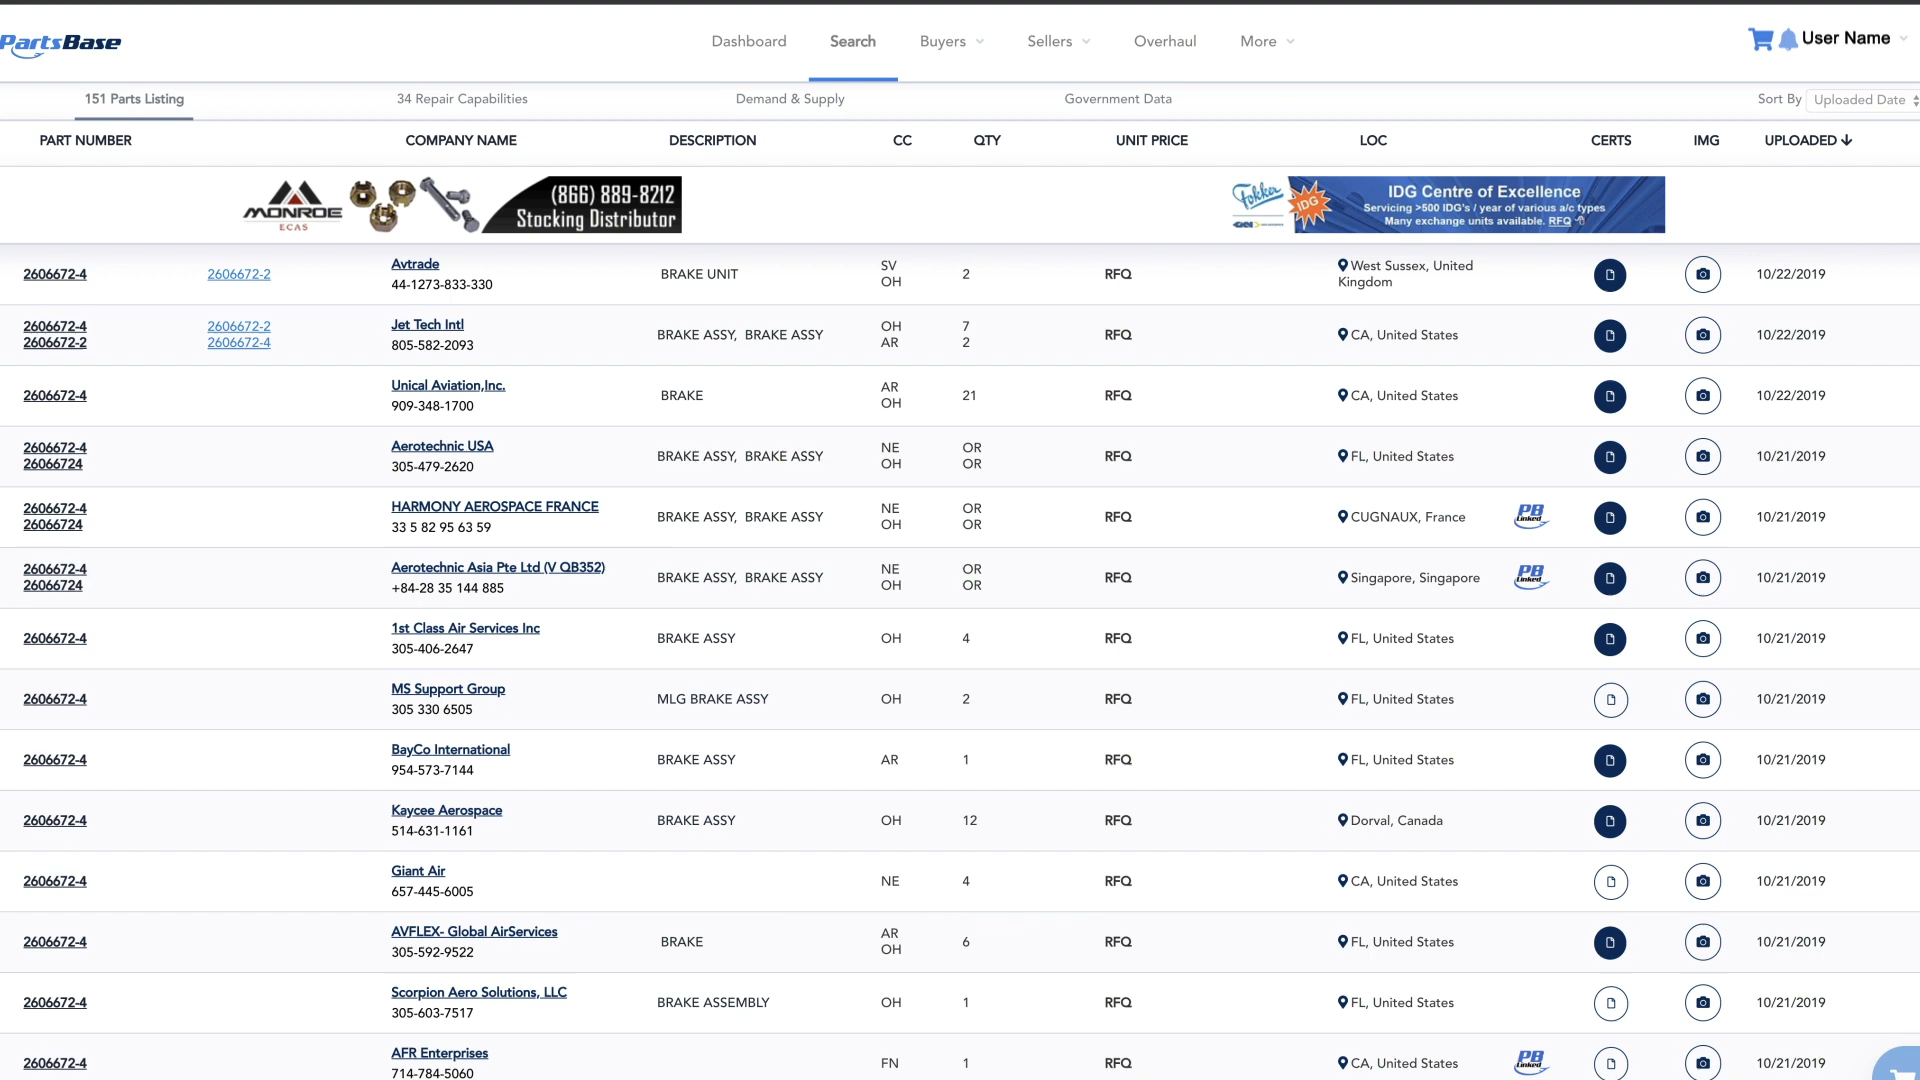 PartsBase
Dashboard Search Buyers Sellers Overhaul More User Name
151 Parts Listing 34 Repair Capabilities Demand & Supply Government Data Sort By Uploaded Date
PART NUMBER COMPANY NAME DESCRIPTION CC QTY UNIT PRICE LOC CERTS IMG UPLOADED
MONROE
ECAS
(866) 889-8212
Stocking Distributor
Fokker
IDG
IDG Centre of Excellence
Servicing >500 IDG's / year of various a/c types
Many exchange units available. RFQ
2606672-4 2606672-2 Avtrade BRAKE UNIT SV 2 RFQ West Sussex, United 10/22/2019
44-1273-833-330 OH Kingdom
2606672-4 2606672-2 Jet Tech Intl BRAKE ASSY, BRAKE ASSY OH 7 RFQ CA, United States 10/22/2019
2606672-2 2606672-4 805-582-2093 AR 2
2606672-4 Unical Aviation,Inc. BRAKE AR 21 RFQ CA, United States 10/22/2019
909-348-1700 OH
2606672-4 Aerotechnic USA BRAKE ASSY, BRAKE ASSY NE OR RFQ FL, United States 10/21/2019
26066724 305-479-2620 OH OR
2606672-4 HARMONY AEROSPACE FRANCE BRAKE ASSY, BRAKE ASSY NE OR RFQ CUGNAUX, France PB Linked 10/21/2019
26066724 33 5 82 95 63 59 OH OR
2606672-4 Aerotechnic Asia Pte Ltd (V QB352) BRAKE ASSY, BRAKE ASSY NE OR RFQ Singapore, Singapore PB Linked 10/21/2019
26066724 +84-28 35 144 885 OH OR
2606672-4 1st Class Air Services Inc BRAKE ASSY OH 4 RFQ FL, United States 10/21/2019
305-406-2647
2606672-4 MS Support Group MLG BRAKE ASSY OH 2 RFQ FL, United States 10/21/2019
305 330 6505
2606672-4 BayCo International BRAKE ASSY AR 1 RFQ FL, United States 10/21/2019
954-573-7144
2606672-4 Kaycee Aerospace BRAKE ASSY OH 12 RFQ Dorval, Canada 10/21/2019
514-631-1161
2606672-4 Giant Air NE 4 RFQ CA, United States 10/21/2019
657-445-6005
2606672-4 AVFLEX- Global AirServices BRAKE AR 6 RFQ FL, United States 10/21/2019
305-592-9522 OH
2606672-4 Scorpion Aero Solutions, LLC BRAKE ASSEMBLY OH 1 RFQ FL, United States 10/21/2019
305-603-7517
2606672-4 AFR Enterprises FN 1 RFQ CA, United States PB Linked 10/21/2019
714-784-5060